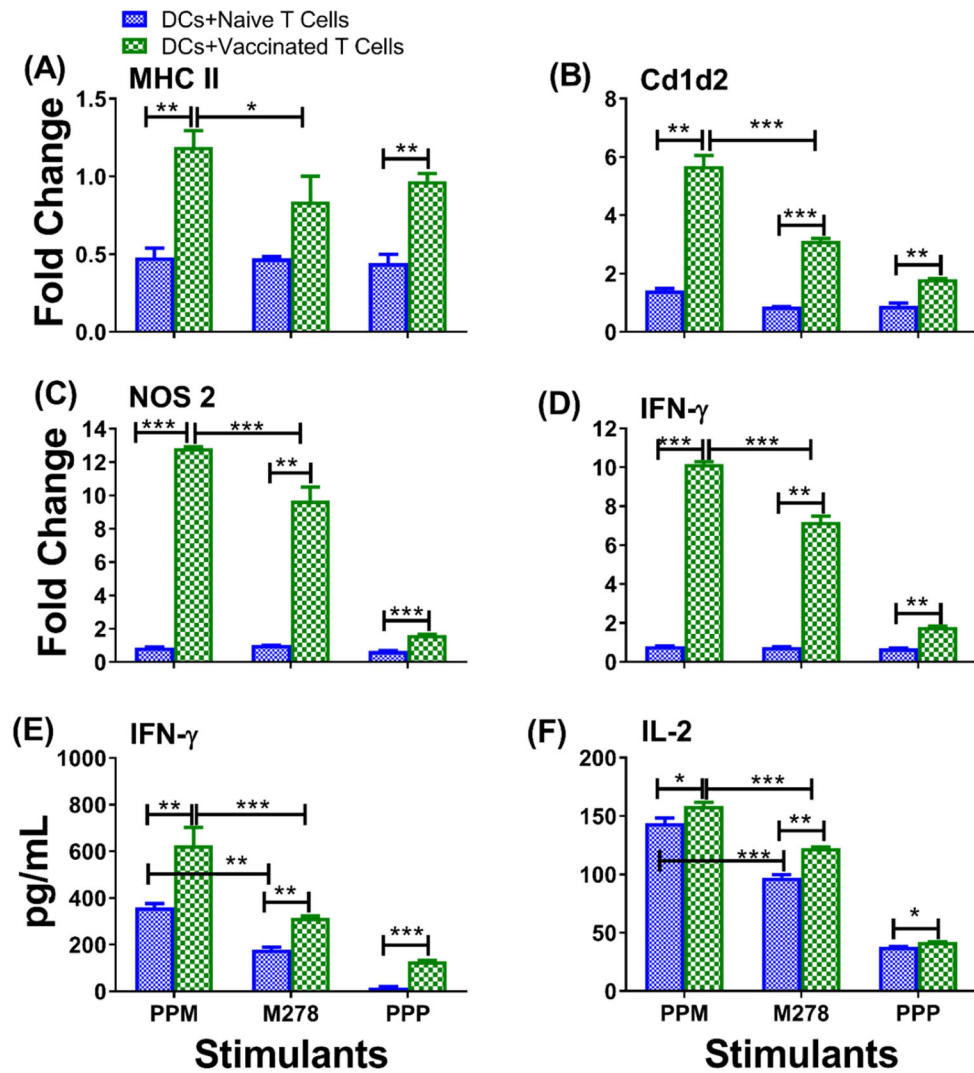 DCs+Naive T Cells
DCs+Vaccinated T Cells
(A) MHC II
Fold Change
1.5
1.0
0.5
0.0
** * **
(B) Cd1d2
8
6
4
2
0
** *** *** **
(C) NOS 2
Fold Change
14
12
10
8
6
4
2
0
*** *** ** ***
(D) IFN-γ
12
10
8
6
4
2
0
*** *** ** **
(E) IFN-γ
pg/mL
1000
800
600
400
200
0
** *** ** ** ***
PPM M278 PPP
Stimulants
(F) IL-2
200
150
100
50
0
* *** ** *** *
PPM M278 PPP
Stimulants